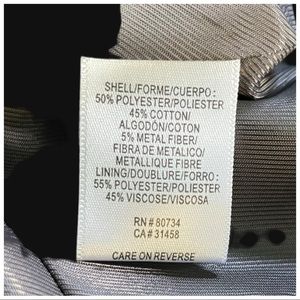 SHELL/FORME/CUERPO:
50% POLYESTER/POLIESTER
45% COTTON/
ALGODÓN/COTON
5% METAL FIBER/
FIBRA DE METALICO/
METALLIQUE FIBRE
LINING/DOUBLURE/FORRO:
55% POLYESTER/POLIESTER
45% VISCOSE/VISCOSA
RN # 80734
CA # 31458
CARE ON REVERSE